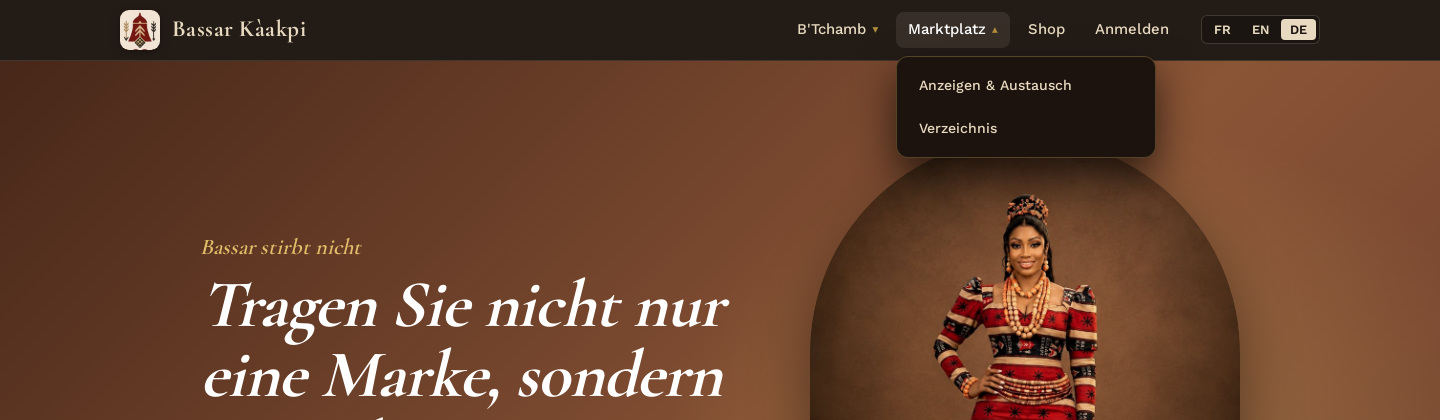 Bassar Kàakpi
B'Tchamb ▾
Marktplatz ▴
Shop
Anmelden
FR
EN
DE
Anzeigen & Austausch
Verzeichnis
Bassar stirbt nicht
Tragen Sie nicht nur
eine Marke, sondern